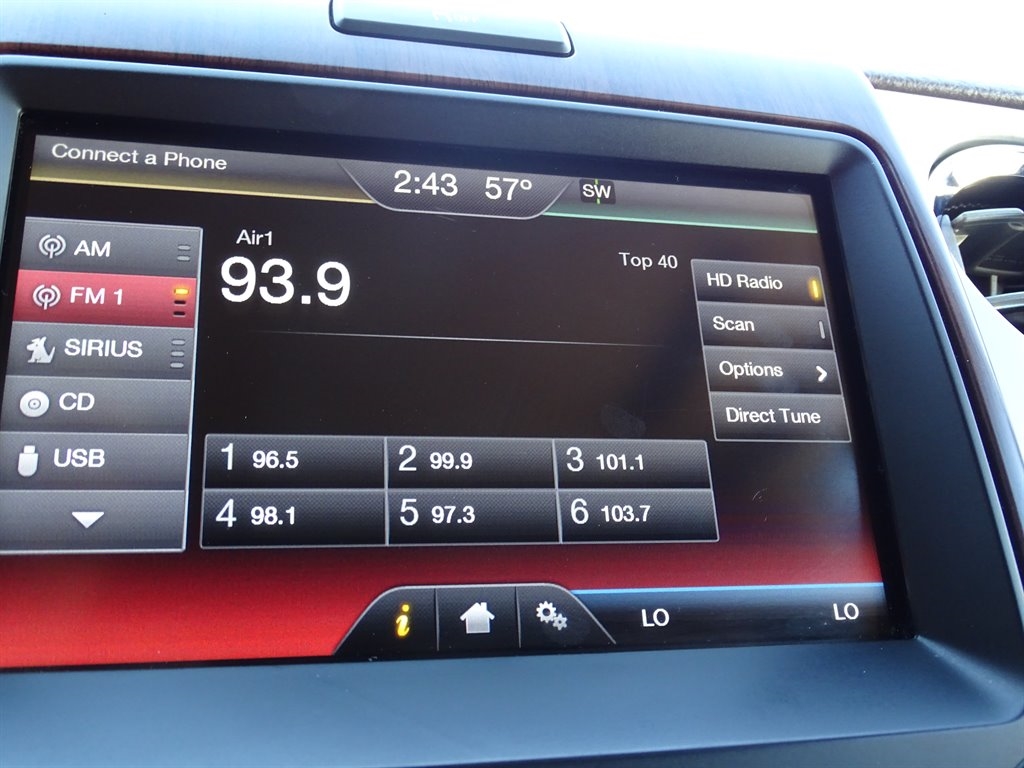 Connect a Phone
2:43 57° SW
AM
FM 1
SIRIUS
CD
USB
Air1
93.9
Top 40
HD Radio
Scan
Options
Direct Tune
1 96.5
2 99.9
3 101.1
4 98.1
5 97.3
6 103.7
i
LO
LO